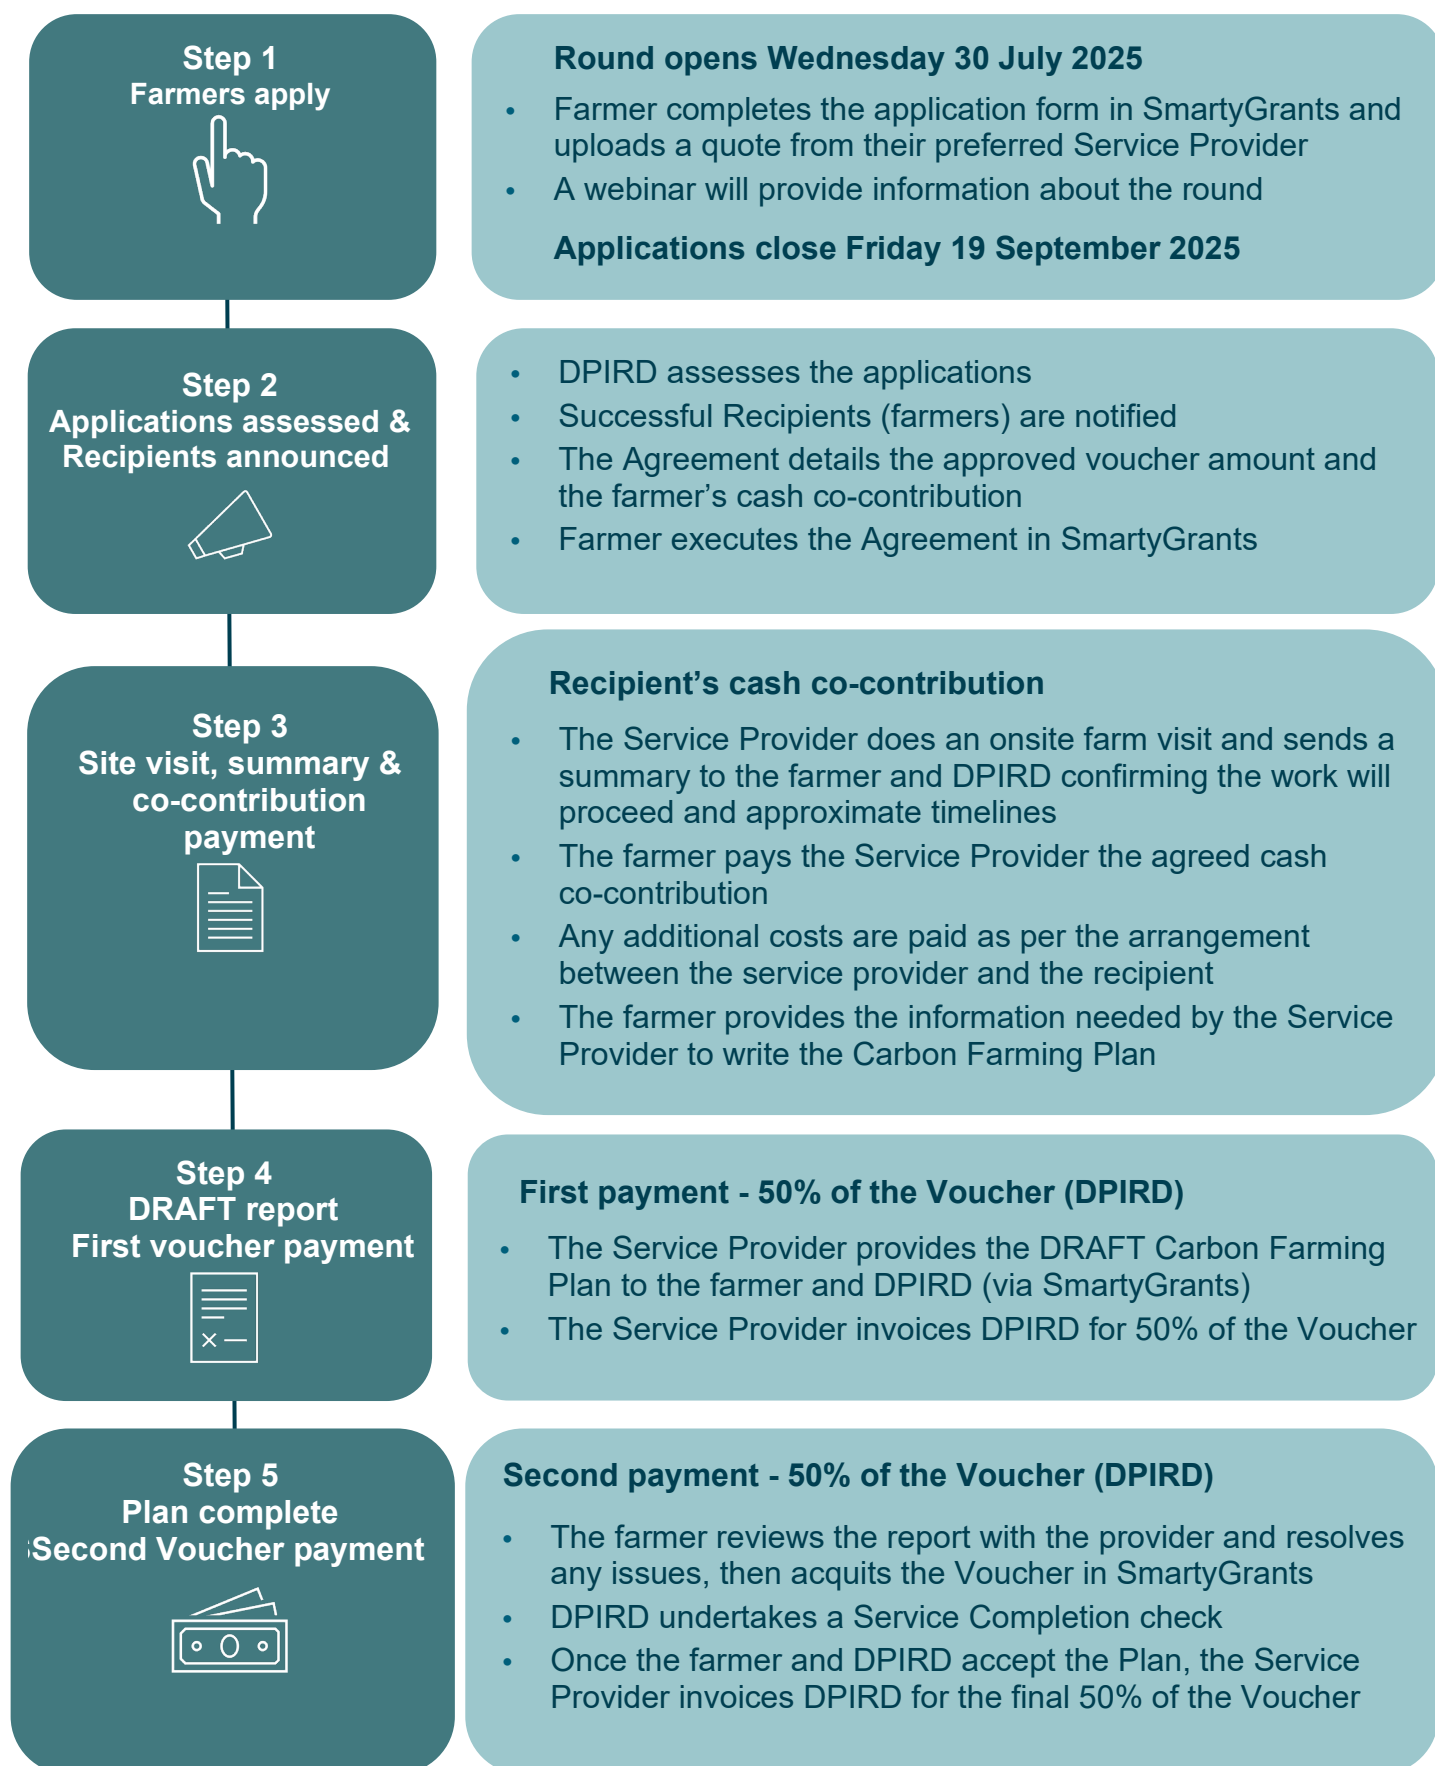 Step 1
Farmers apply
Round opens Wednesday 30 July 2025
• Farmer completes the application form in SmartyGrants and
uploads a quote from their preferred Service Provider
• A webinar will provide information about the round
Applications close Friday 19 September 2025
Step 2
Applications assessed &
Recipients announced
• DPIRD assesses the applications
• Successful Recipients (farmers) are notified
• The Agreement details the approved voucher amount and
the farmer’s cash co-contribution
• Farmer executes the Agreement in SmartyGrants
Step 3
Site visit, summary &
co-contribution
payment
Recipient’s cash co-contribution
• The Service Provider does an onsite farm visit and sends a
summary to the farmer and DPIRD confirming the work will
proceed and approximate timelines
• The farmer pays the Service Provider the agreed cash
co-contribution
• Any additional costs are paid as per the arrangement
between the service provider and the recipient
• The farmer provides the information needed by the Service
Provider to write the Carbon Farming Plan
Step 4
DRAFT report
First voucher payment
First payment - 50% of the Voucher (DPIRD)
• The Service Provider provides the DRAFT Carbon Farming
Plan to the farmer and DPIRD (via SmartyGrants)
• The Service Provider invoices DPIRD for 50% of the Voucher
Step 5
Plan complete
Second Voucher payment
Second payment - 50% of the Voucher (DPIRD)
• The farmer reviews the report with the provider and resolves
any issues, then acquits the Voucher in SmartyGrants
• DPIRD undertakes a Service Completion check
• Once the farmer and DPIRD accept the Plan, the Service
Provider invoices DPIRD for the final 50% of the Voucher